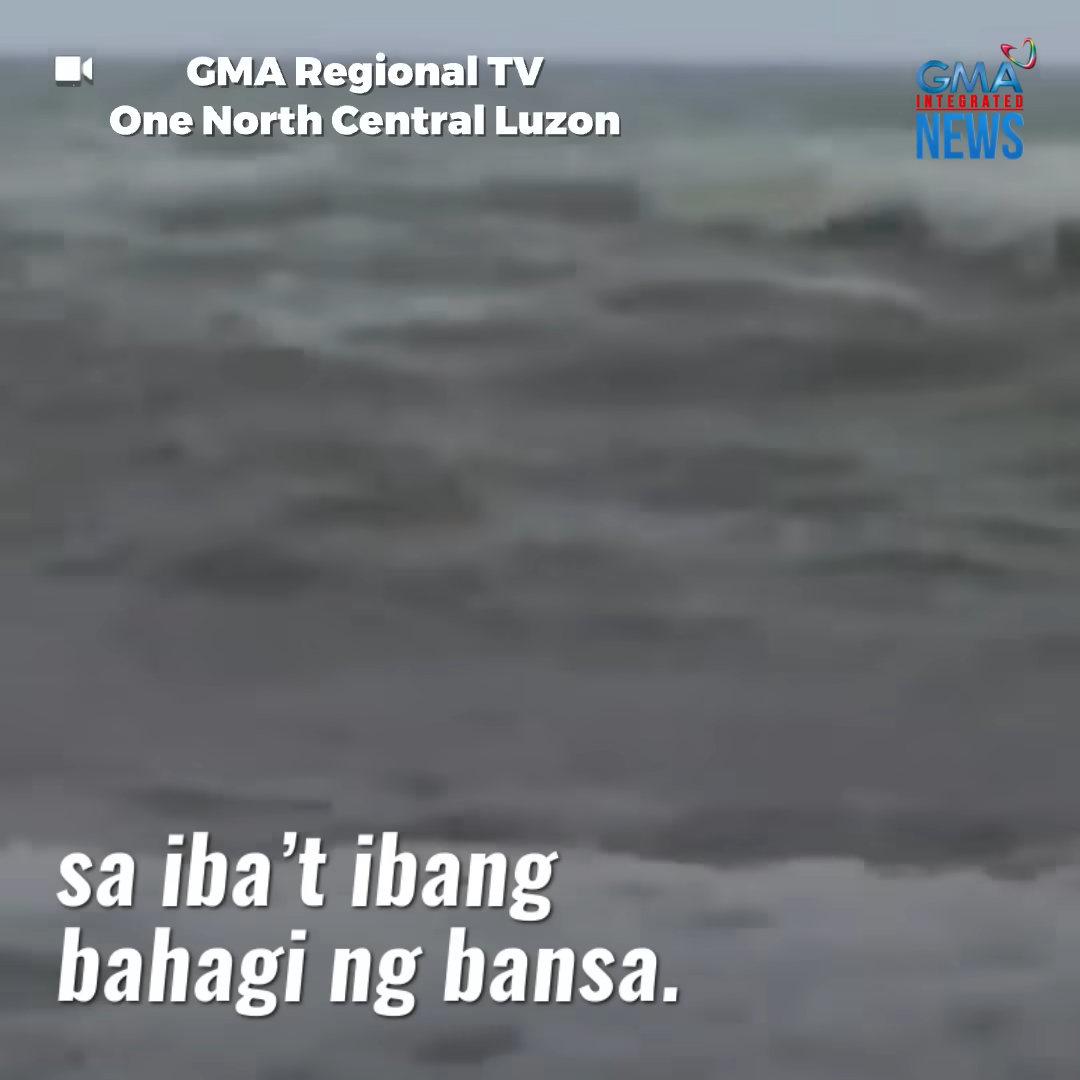 GMA Regional TV
One North Central Luzon
GMA
INTEGRATED
NEWS
sa iba't ibang
bahagi ng bansa.